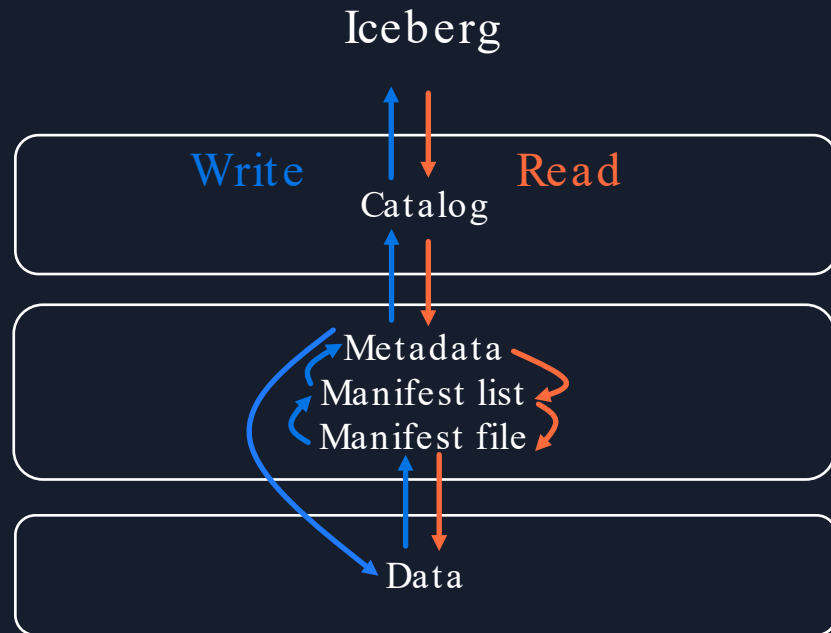 Iceberg
Write
Read
Catalog
Metadata
Manifest list
Manifest file
Data